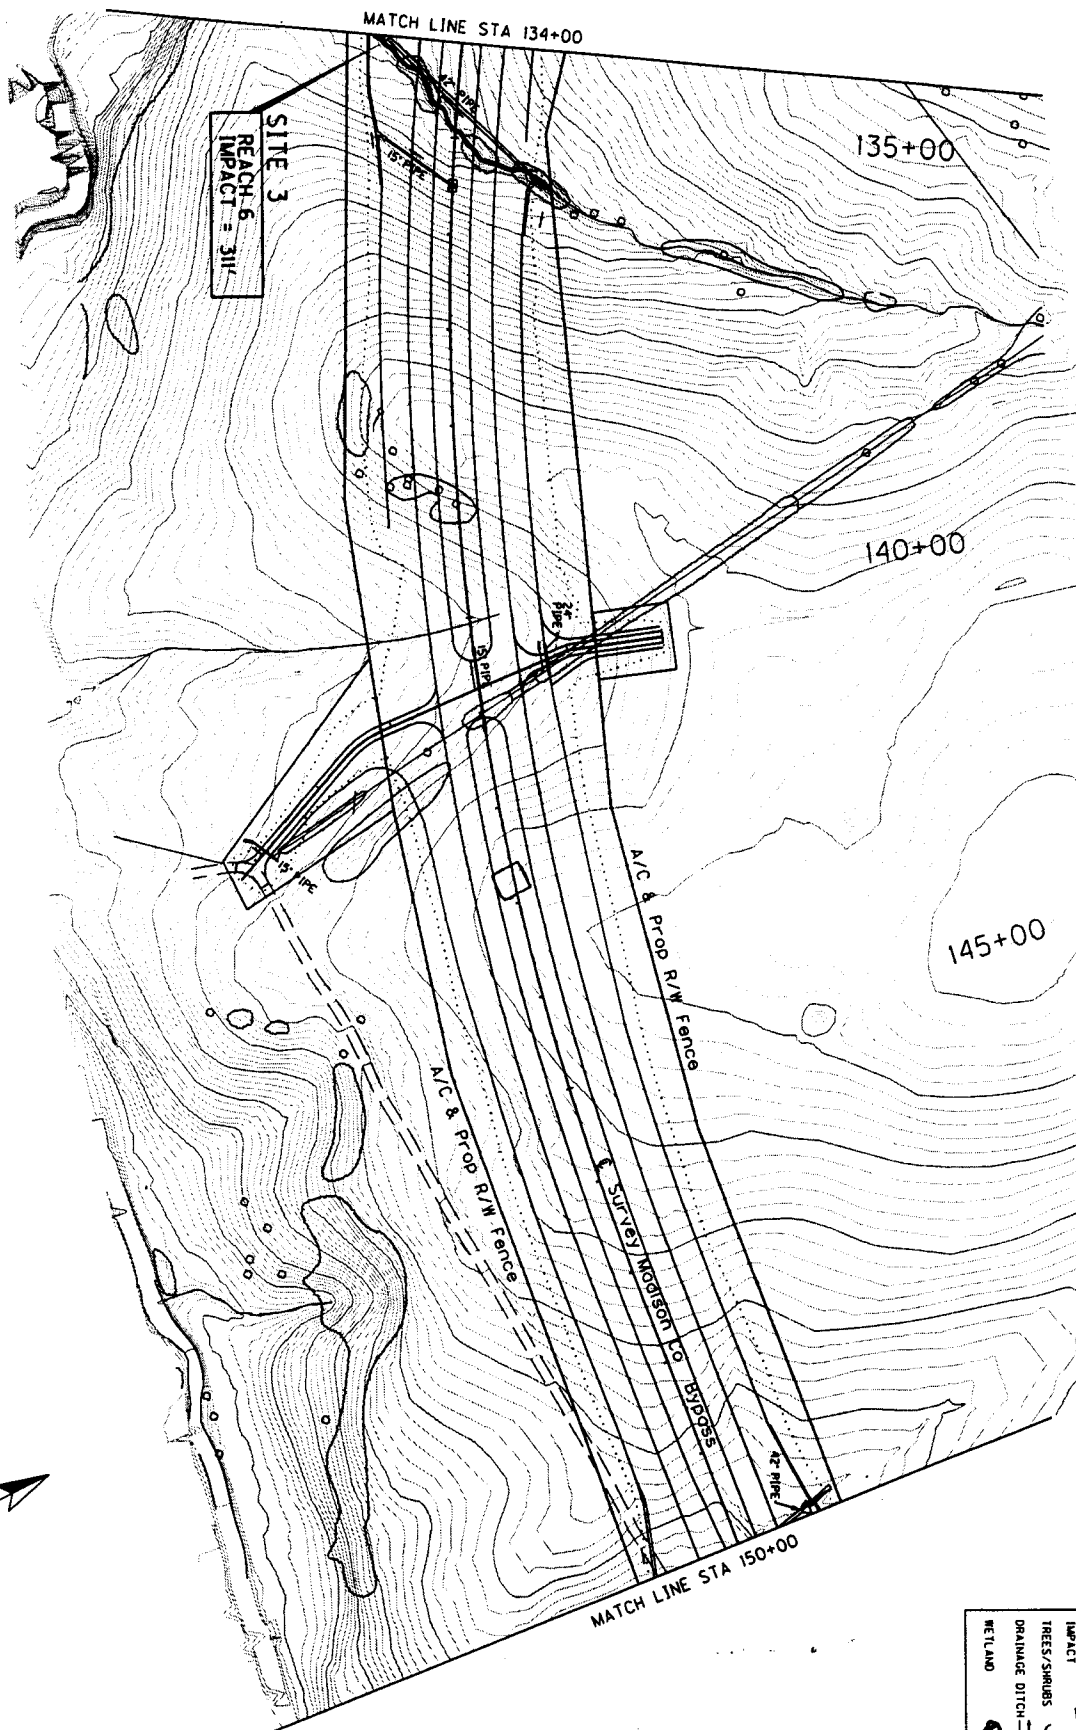 MATCH LINE STA 134+00
42" PIPE
135+00
15" PIPE
SITE 3
REACH 6
IMPACT = 311'
140+00
24" PIPE
15" PIPE
15" PIPE
A/C & Prop R/W Fence
145+00
A/C & Prop R/W Fence
℄ Survey Madison Co Bypass
42" PIPE
MATCH LINE STA 150+00
IMPACT
TREES/SHRUBS
DRAINAGE DITCH
WETLAND